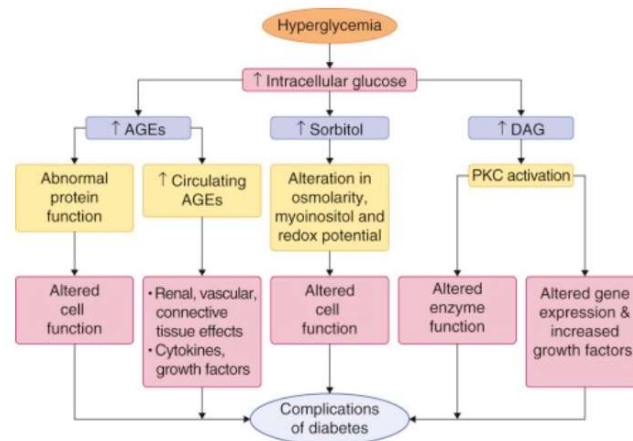 Hyperglycemia
↑ Intracellular glucose
↑ AGEs
↑ Sorbitol
↑ DAG
Abnormal
protein
function
↑ Circulating
AGEs
Alteration in
osmolarity,
myoinositol and
redox potential
PKC activation
Altered
cell
function
• Renal, vascular,
connective
tissue effects
• Cytokines,
growth factors
Altered
cell
function
Altered
enzyme
function
Altered gene
expression &
increased
growth factors
Complications
of diabetes